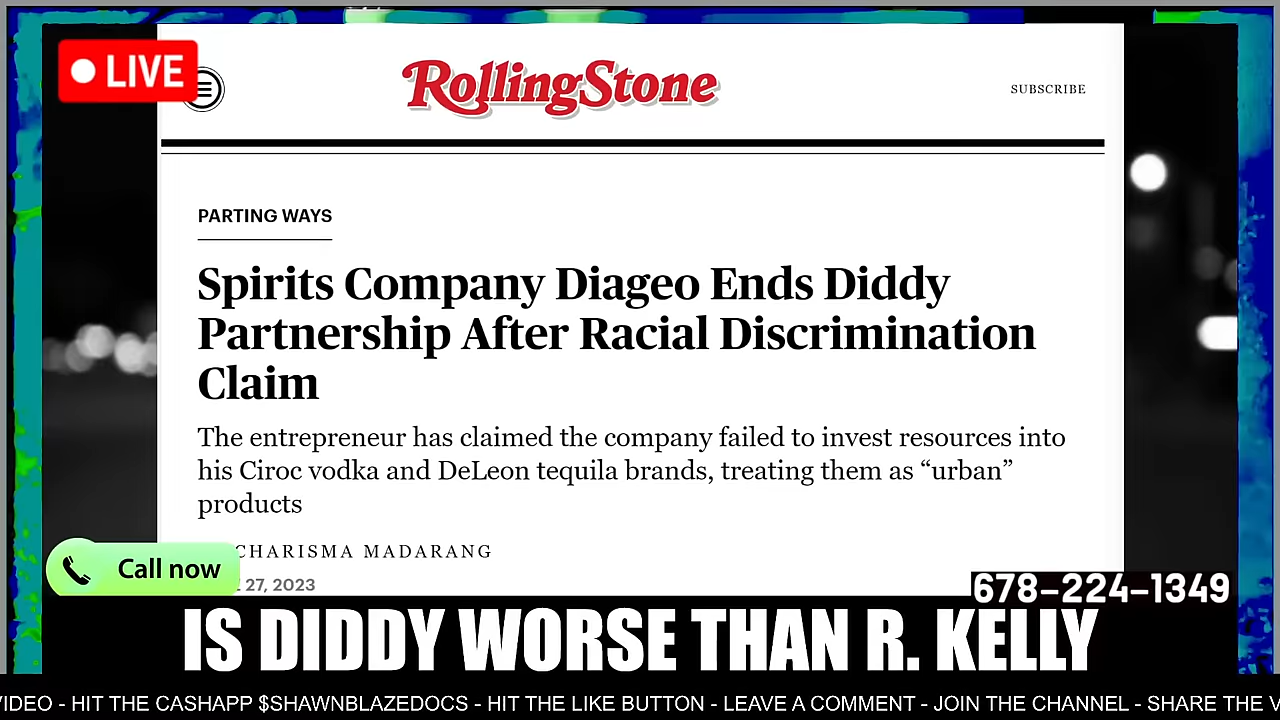 LIVE
RollingStone
SUBSCRIBE
PARTING WAYS
Spirits Company Diageo Ends Diddy
Partnership After Racial Discrimination
Claim
The entrepreneur has claimed the company failed to invest resources into
his Ciroc vodka and DeLeon tequila brands, treating them as “urban”
products
CHARISMA MADARANG
Call now
27, 2023
678-224-1349
IS DIDDY WORSE THAN R. KELLY
VIDEO - HIT THE CASHAPP $SHAWNBLAZEDOCS - HIT THE LIKE BUTTON - LEAVE A COMMENT - JOIN THE CHANNEL - SHARE THE